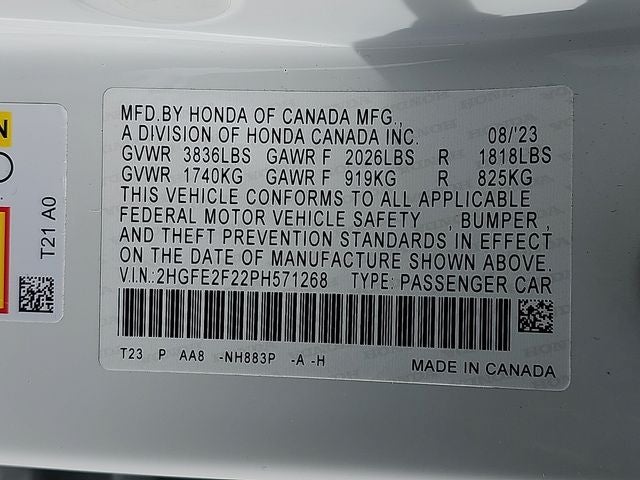 MFD.BY HONDA OF CANADA MFG.,
A DIVISION OF HONDA CANADA INC. 08/'23
GVWR 3836LBS GAWR F 2026LBS R 1818LBS
GVWR 1740KG GAWR F 919KG R 825KG
THIS VEHICLE CONFORMS TO ALL APPLICABLE
FEDERAL MOTOR VEHICLE SAFETY , BUMPER ,
AND THEFT PREVENTION STANDARDS IN EFFECT
ON THE DATE OF MANUFACTURE SHOWN ABOVE.
V.I.N.:2HGFE2F22PH571268 TYPE: PASSENGER CAR
T23 P AA8 -NH883P -A -H
MADE IN CANADA
T21 A0